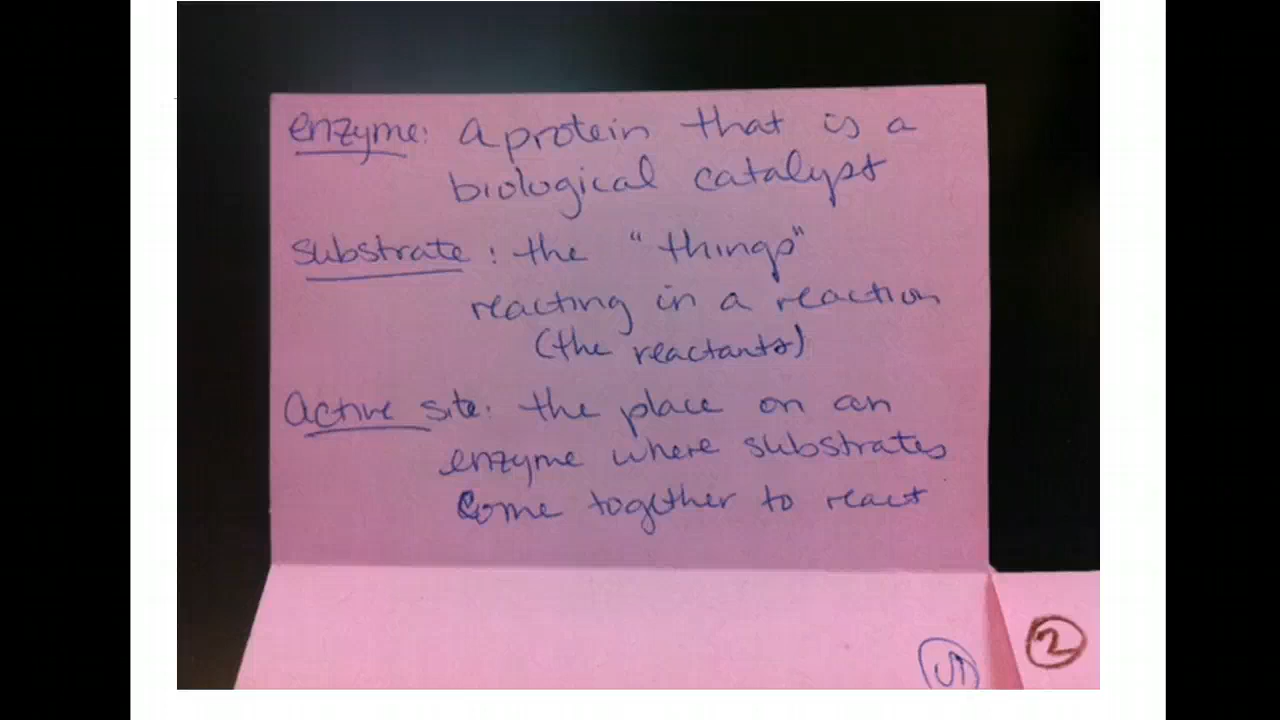 enzyme: a protein that is a
biological catalyst
substrate: the "things"
reacting in a reaction
(the reactants)
Active site: the place on an
enzyme where substrates
come together to react
2